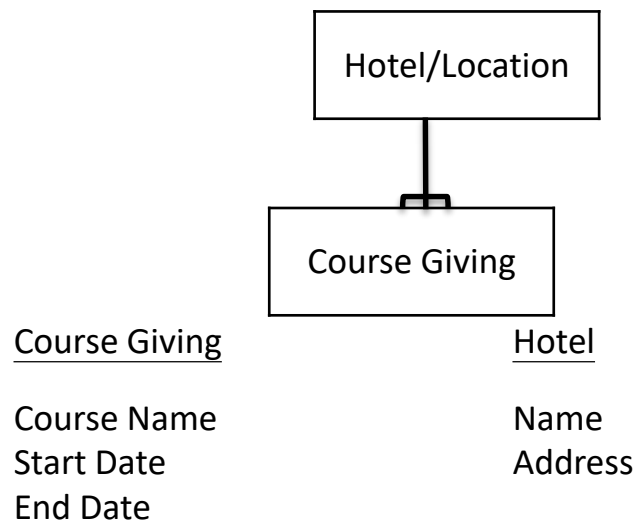 Hotel/Location
Course Giving
Course Giving
Hotel
Course Name
Name
Start Date
Address
End Date